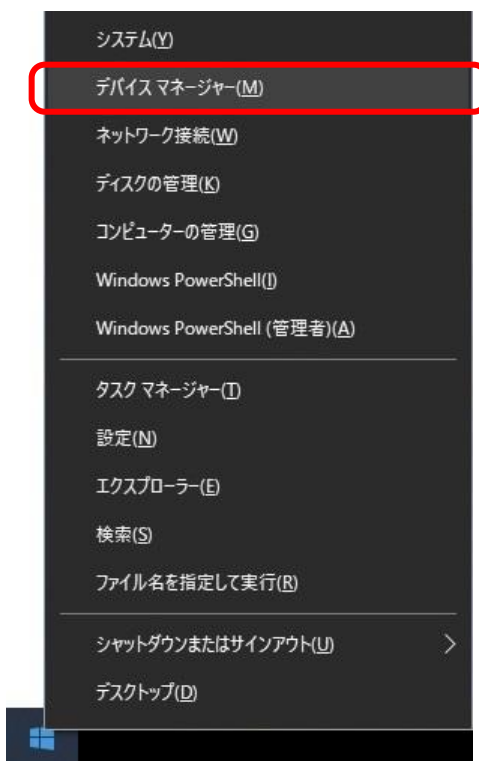 システム(Y)
デバイス マネージャー(M)
ネットワーク接続(W)
ディスクの管理(K)
コンピューターの管理(G)
Windows PowerShell(I)
Windows PowerShell (管理者)(A)
タスク マネージャー(T)
設定(N)
エクスプローラー(E)
検索(S)
ファイル名を指定して実行(R)
シャットダウンまたはサインアウト(U)
デスクトップ(D)